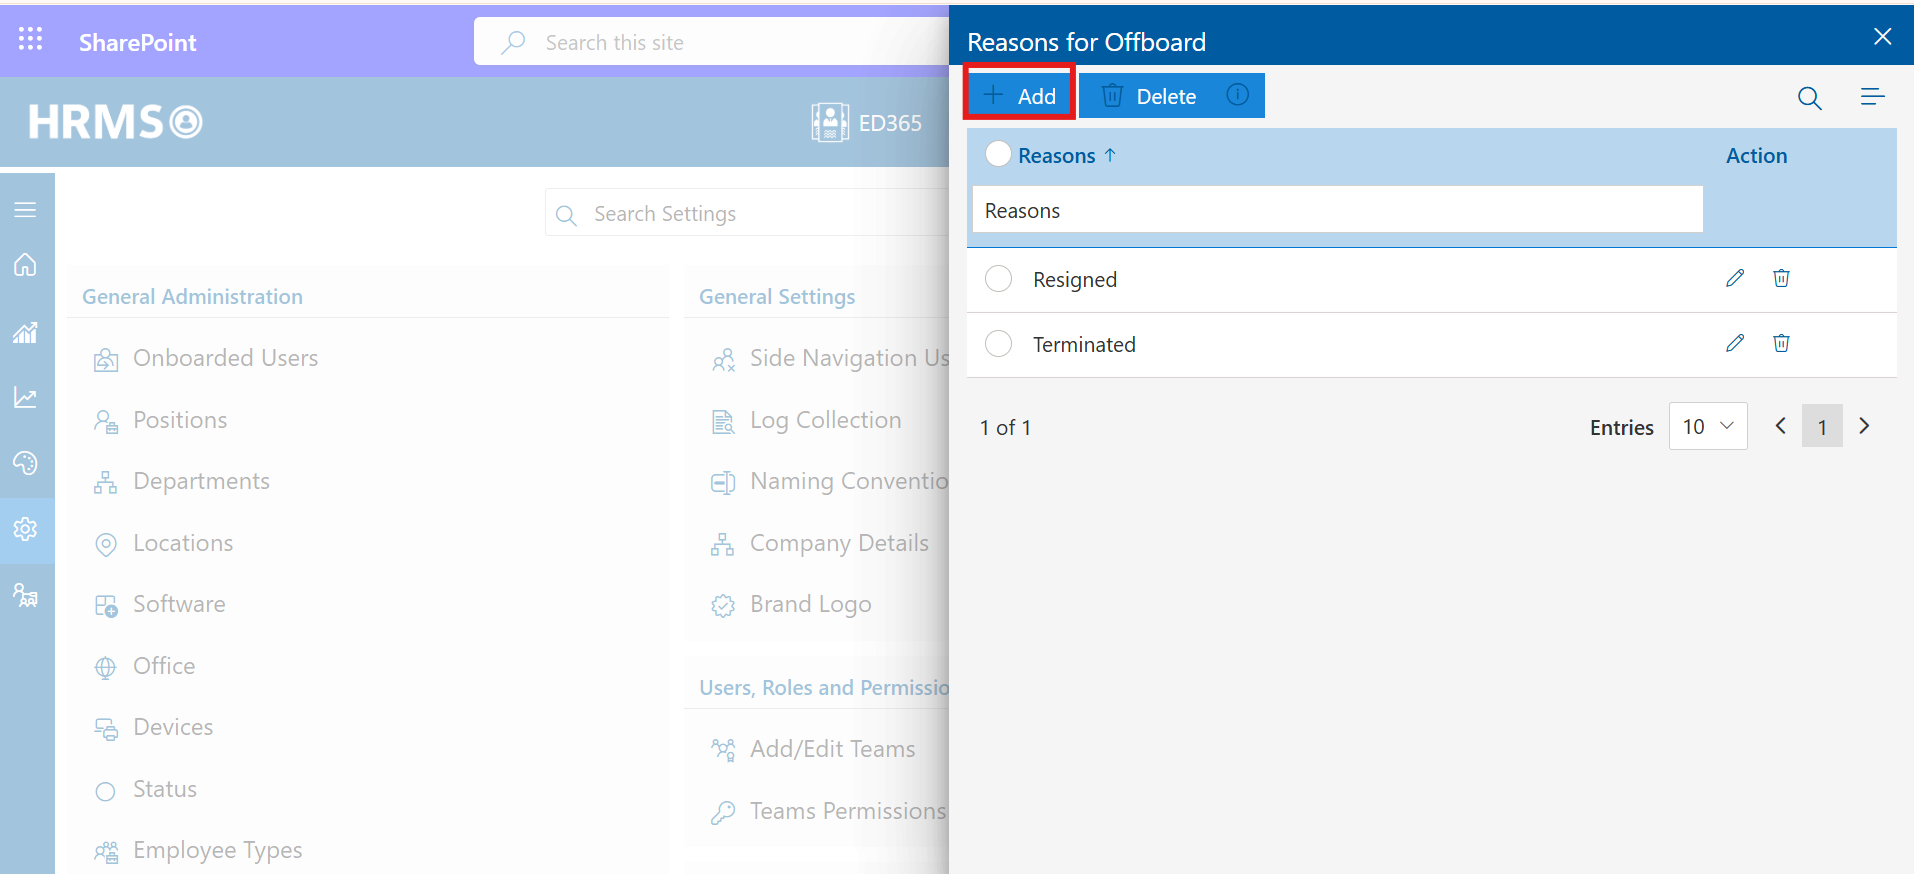 SharePoint
Search this site
HRMS
ED365
Search Settings
General Administration
Onboarded Users
Positions
Departments
Locations
Software
Office
Devices
Status
Employee Types
General Settings
Side Navigation Us
Log Collection
Naming Conventio
Company Details
Brand Logo
Users, Roles and Permissio
Add/Edit Teams
Teams Permissions
Reasons for Offboard
Add
Delete
Reasons ↑
Action
Reasons
Resigned
Terminated
1 of 1
Entries
10
1